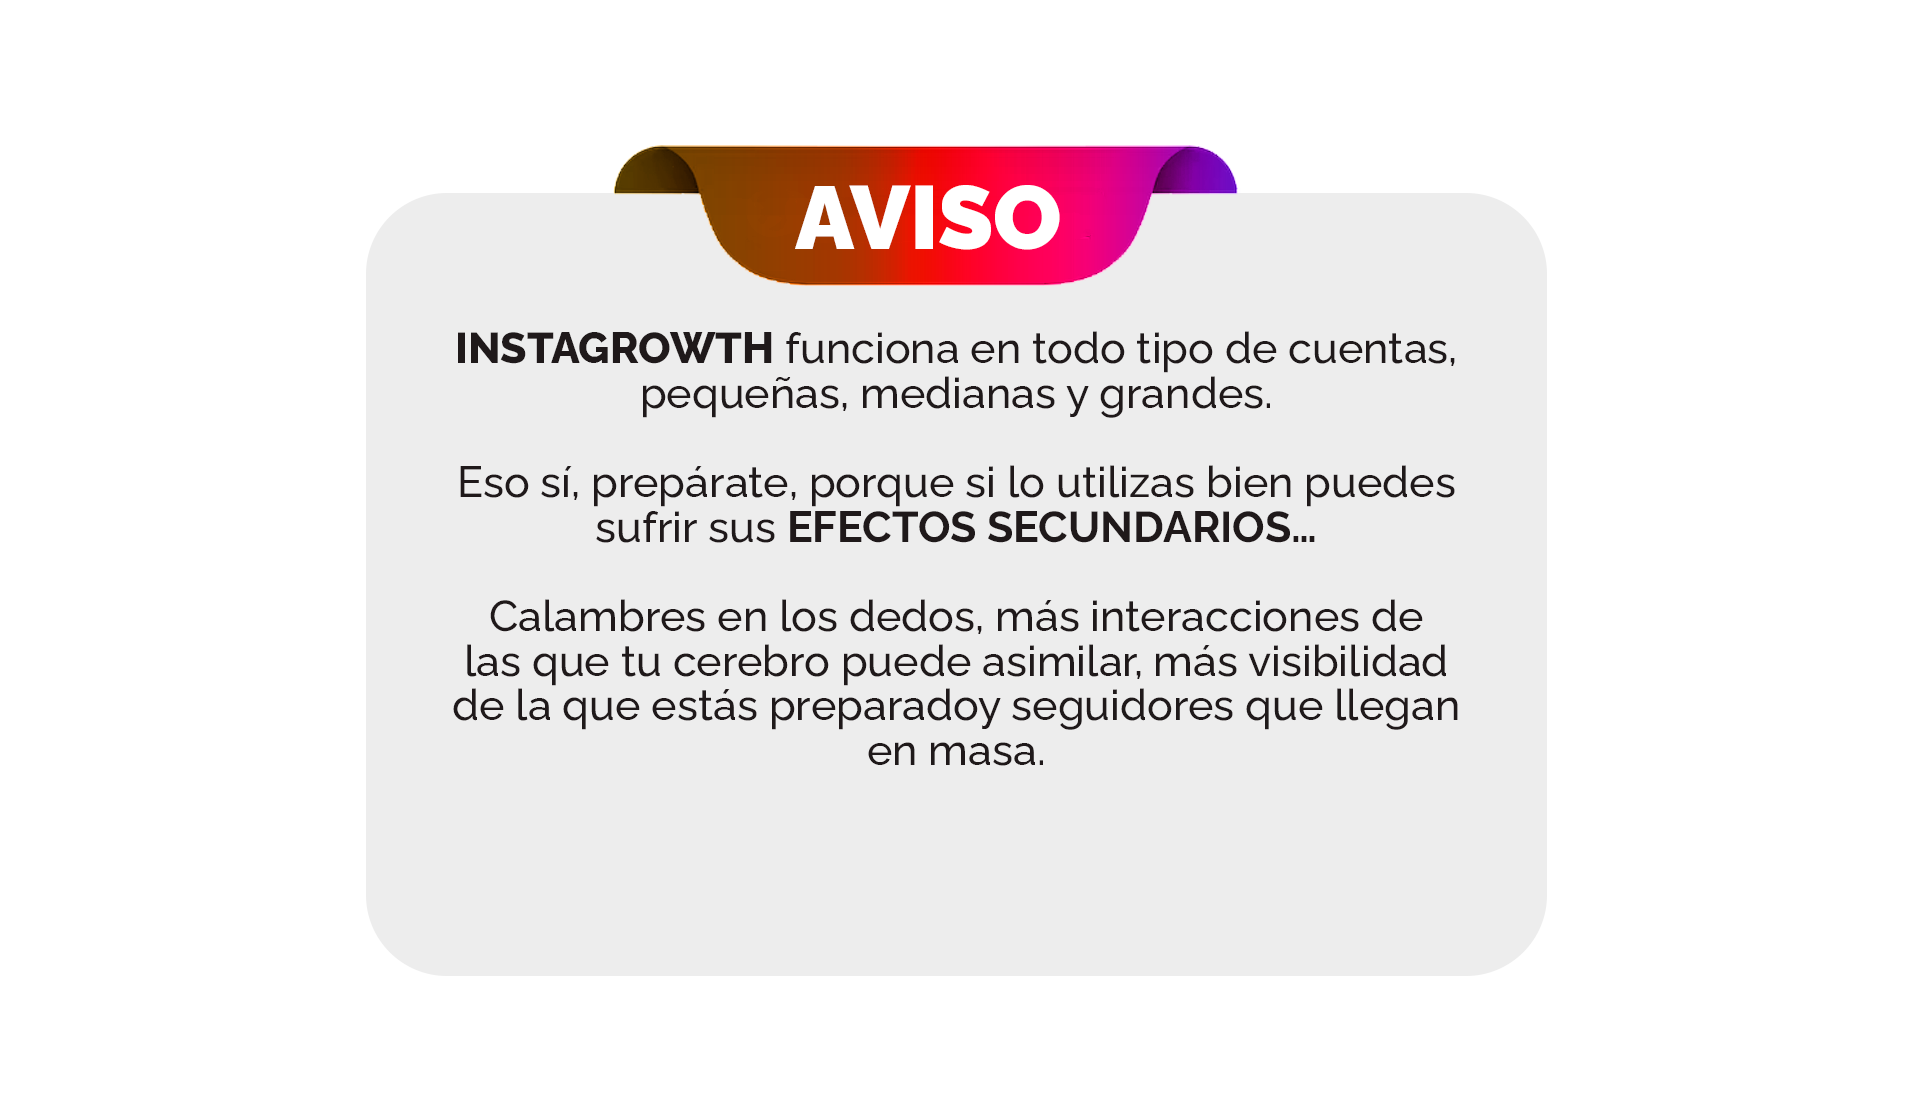 AVISO
INSTAGROWTH funciona en todo tipo de cuentas,
pequeñas, medianas y grandes.
Eso sí, prepárate, porque si lo utilizas bien puedes
sufrir sus EFECTOS SECUNDARIOS...
Calambres en los dedos, más interacciones de
las que tu cerebro puede asimilar, más visibilidad
de la que estás preparadoy seguidores que llegan
en masa.